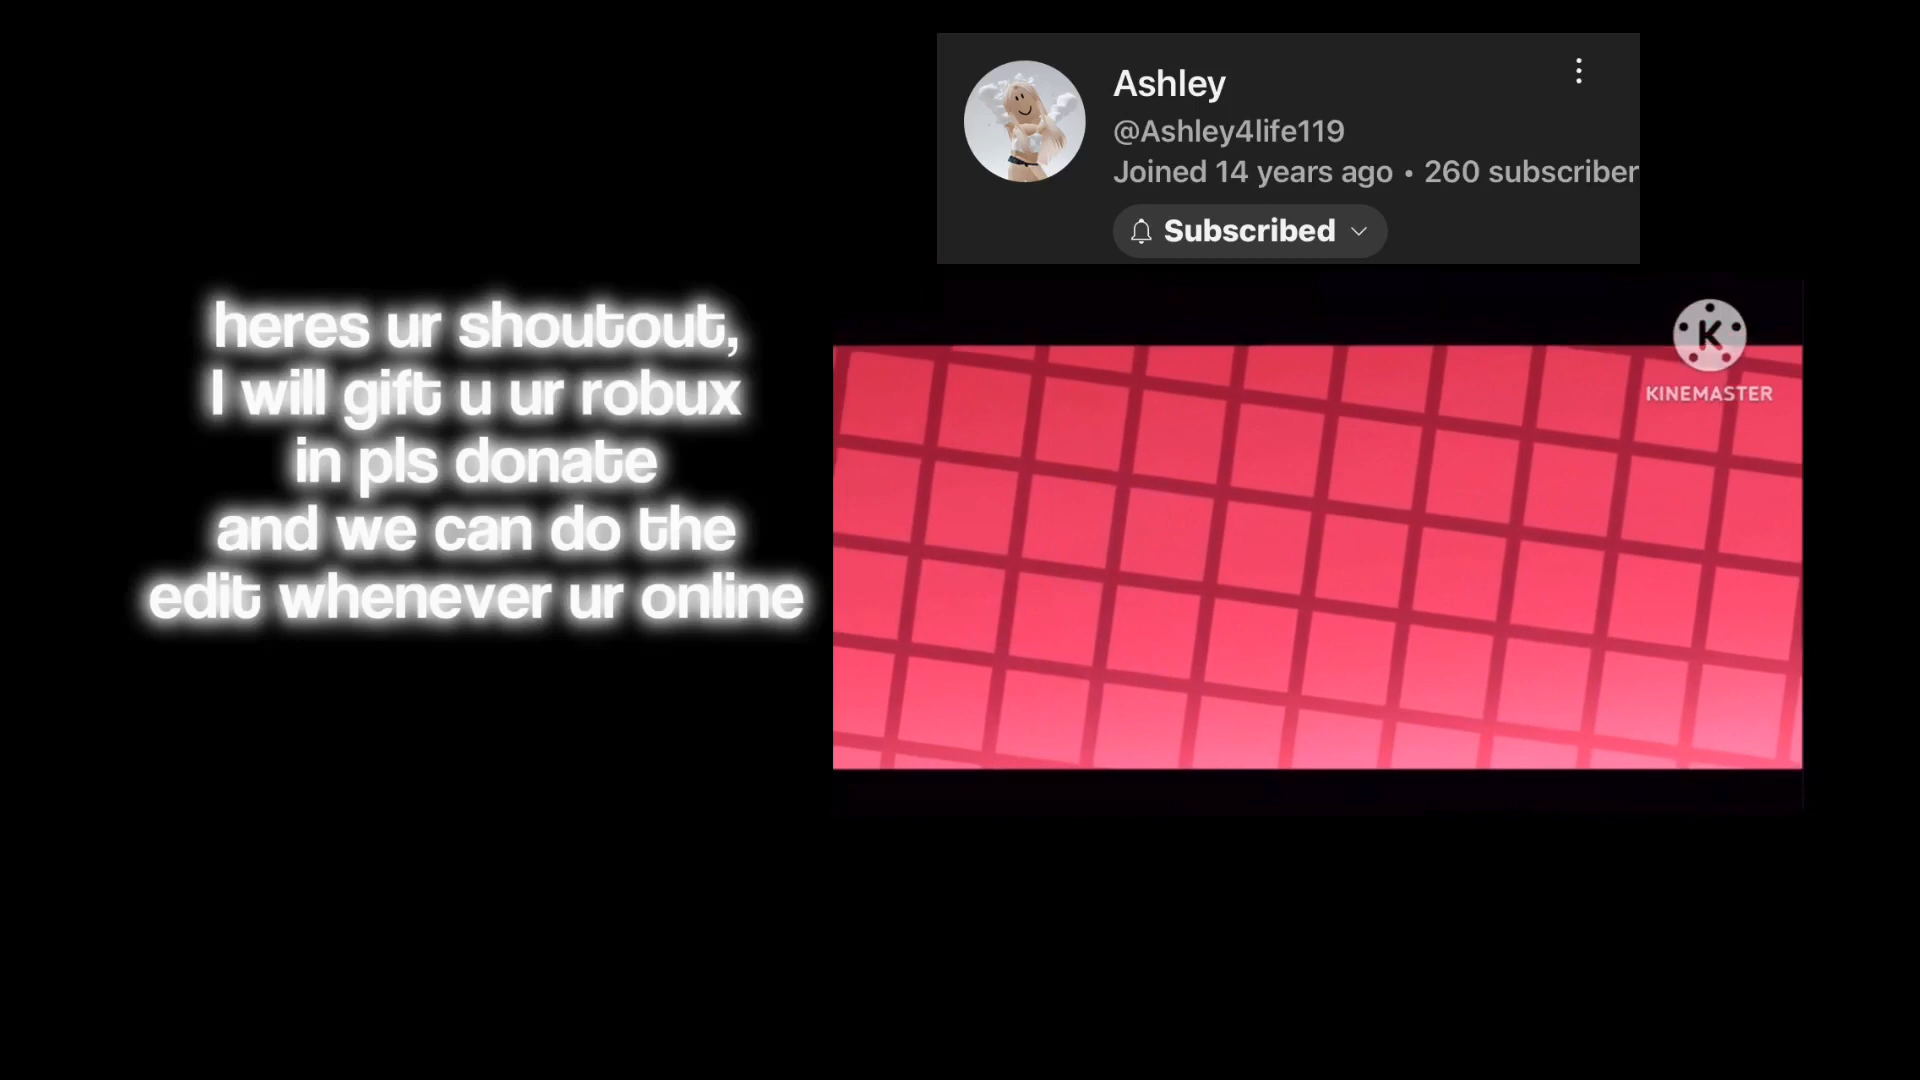 Ashley
@Ashley4life119
Joined 14 years ago • 260 subscriber
Subscribed
heres ur shoutout,
I will gift u ur robux
in pls donate
and we can do the
edit whenever ur online
K
KINEMASTER